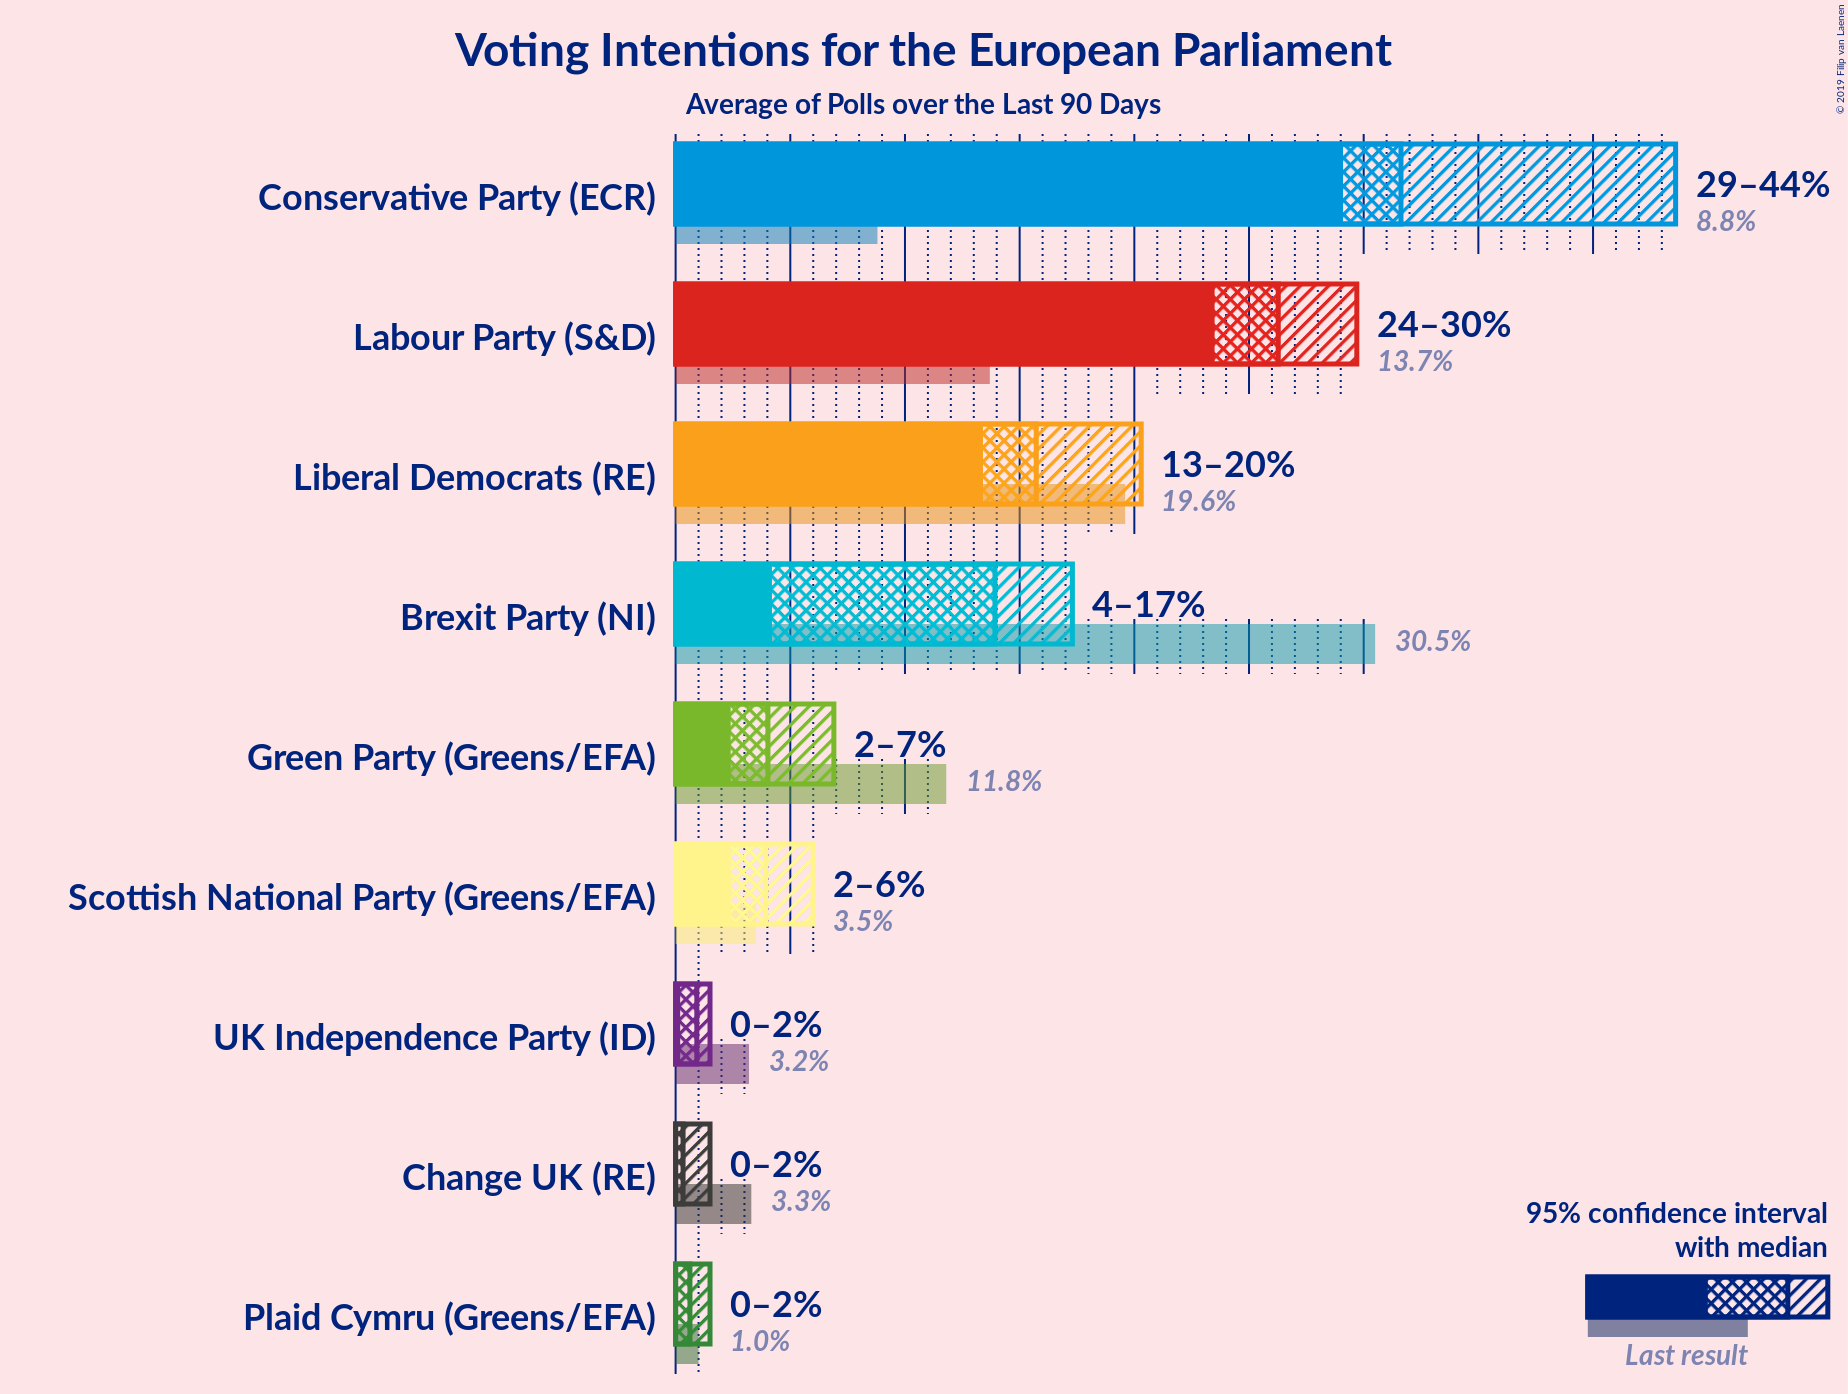 Voting Intentions for the European Parliament
Average of Polls over the Last 90 Days
© 2019 Filip van Laenen
Conservative Party (ECR)
29–44%
8.8%
Labour Party (S&D)
24–30%
13.7%
Liberal Democrats (RE)
13–20%
19.6%
Brexit Party (NI)
4–17%
30.5%
Green Party (Greens/EFA)
2–7%
11.8%
Scottish National Party (Greens/EFA)
2–6%
3.5%
UK Independence Party (ID)
0–2%
3.2%
Change UK (RE)
0–2%
3.3%
Plaid Cymru (Greens/EFA)
0–2%
1.0%
95% confidence interval
with median
Last result